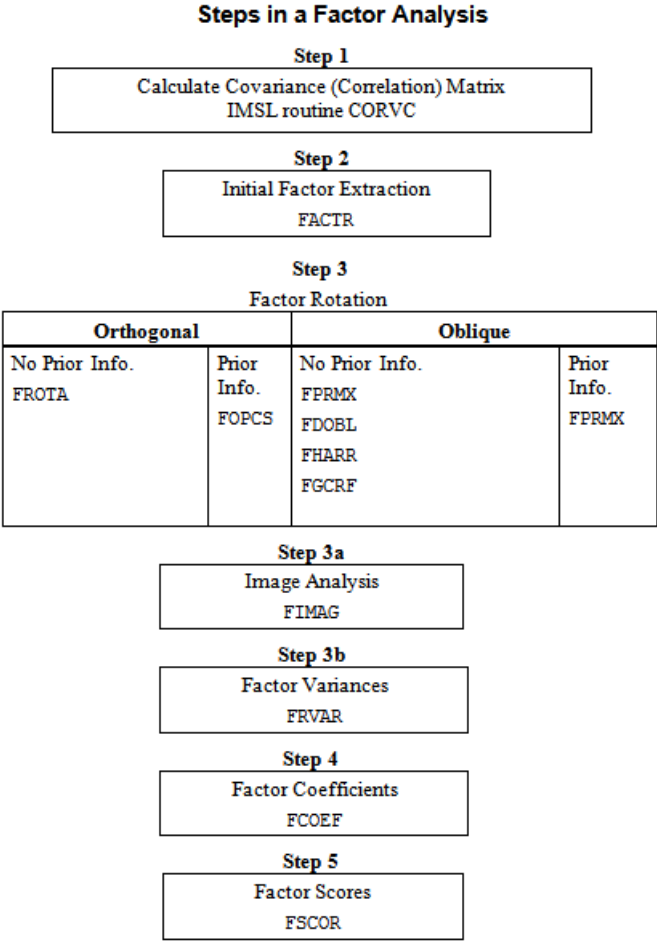 Steps in a Factor Analysis
Step 1
Calculate Covariance (Correlation) Matrix
IMSL routine CORVC
Step 2
Initial Factor Extraction
FACTR
Step 3
Factor Rotation
Orthogonal
Oblique
No Prior Info.
FROTA
Prior
Info.
FOPCS
No Prior Info.
FPRMX
FDOBL
FHARR
FGCRF
Prior
Info.
FPRMX
Step 3a
Image Analysis
FIMAG
Step 3b
Factor Variances
FRVAR
Step 4
Factor Coefficients
FCOEF
Step 5
Factor Scores
FSCOR